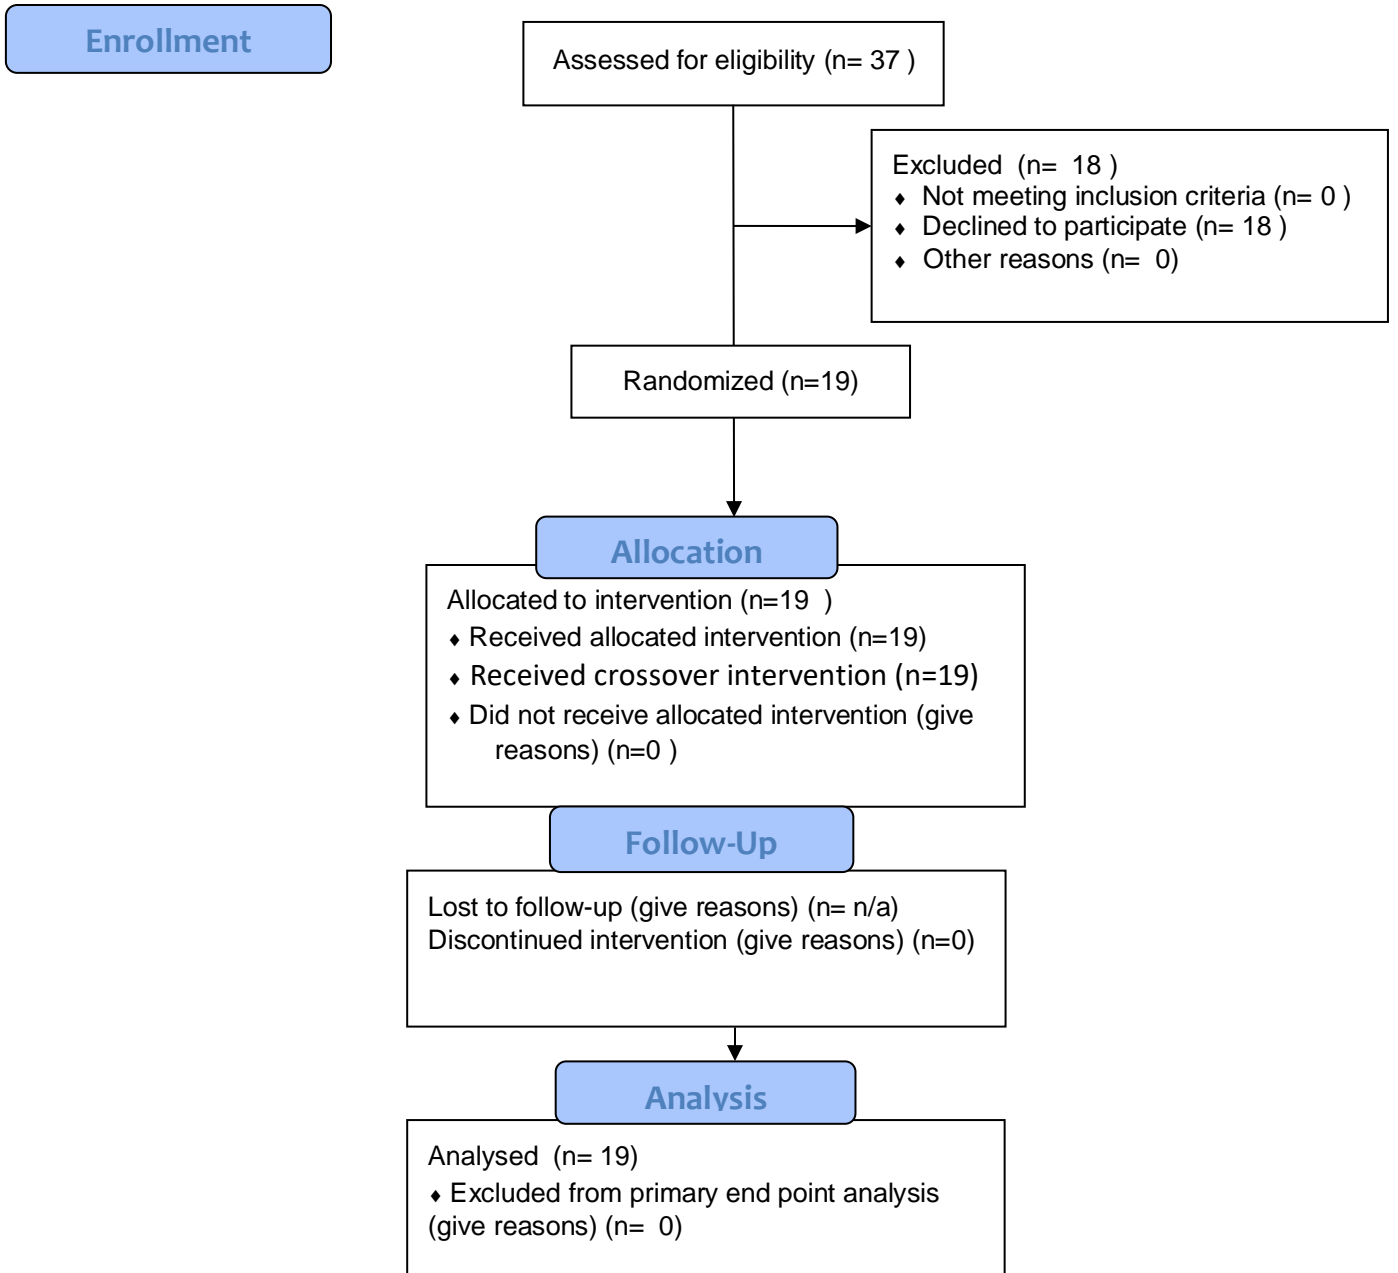 Enrollment
Assessed for eligibility (n= 37 )
Excluded  (n=  18 )
♦ Not meeting inclusion criteria (n= 0 )
♦ Declined to participate (n= 18 )
♦ Other reasons (n=  0)
Randomized (n=19)
Allocation
Allocated to intervention (n=19  )
♦ Received allocated intervention (n=19)
♦ Received crossover intervention (n=19)
♦ Did not receive allocated intervention (give
reasons) (n=0 )
Follow-Up
Lost to follow-up (give reasons) (n= n/a)
Discontinued intervention (give reasons) (n=0)
Analysis
Analysed  (n= 19)
♦ Excluded from primary end point analysis
(give reasons) (n=  0)